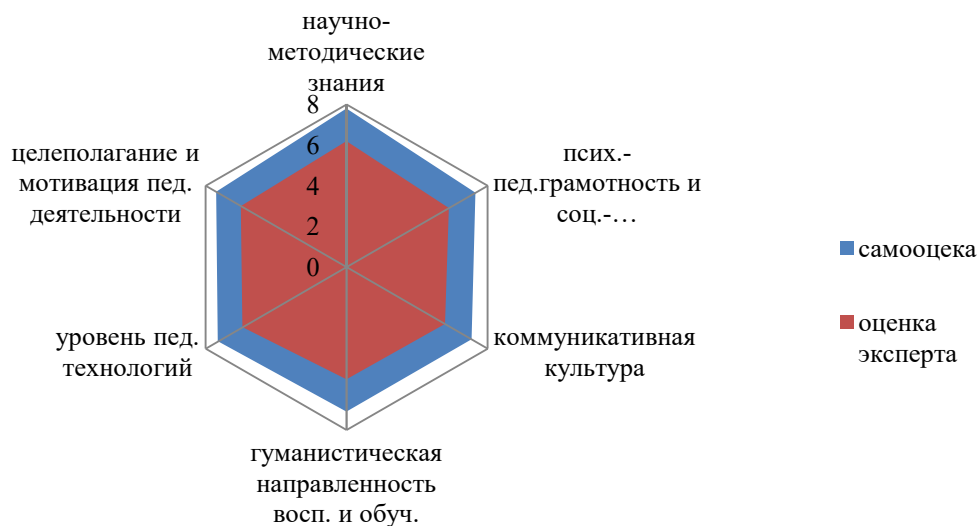 научно-
методические
знания
8
6
4
2
0
псих.-
пед.грамотность и
соц.-…
коммуникативная
культура
гуманистическая
направленность
восп. и обуч.
уровень пед.
технологий
целеполагание и
мотивация пед.
деятельности
самооцека
оценка
эксперта